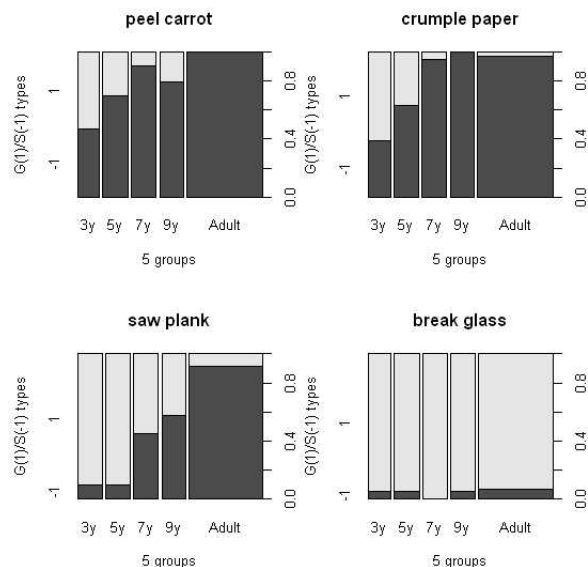 peel carrot
G(1)/S(-1) types
1
-1
0.8
0.4
0.0
3y 5y 7y 9y Adult
5 groups
crumple paper
G(1)/S(-1) types
1
-1
0.8
0.4
0.0
3y 5y 7y 9y Adult
5 groups
saw plank
G(1)/S(-1) types
1
-1
0.8
0.4
0.0
3y 5y 7y 9y Adult
5 groups
break glass
G(1)/S(-1) types
1
-1
0.8
0.4
0.0
3y 5y 7y 9y Adult
5 groups